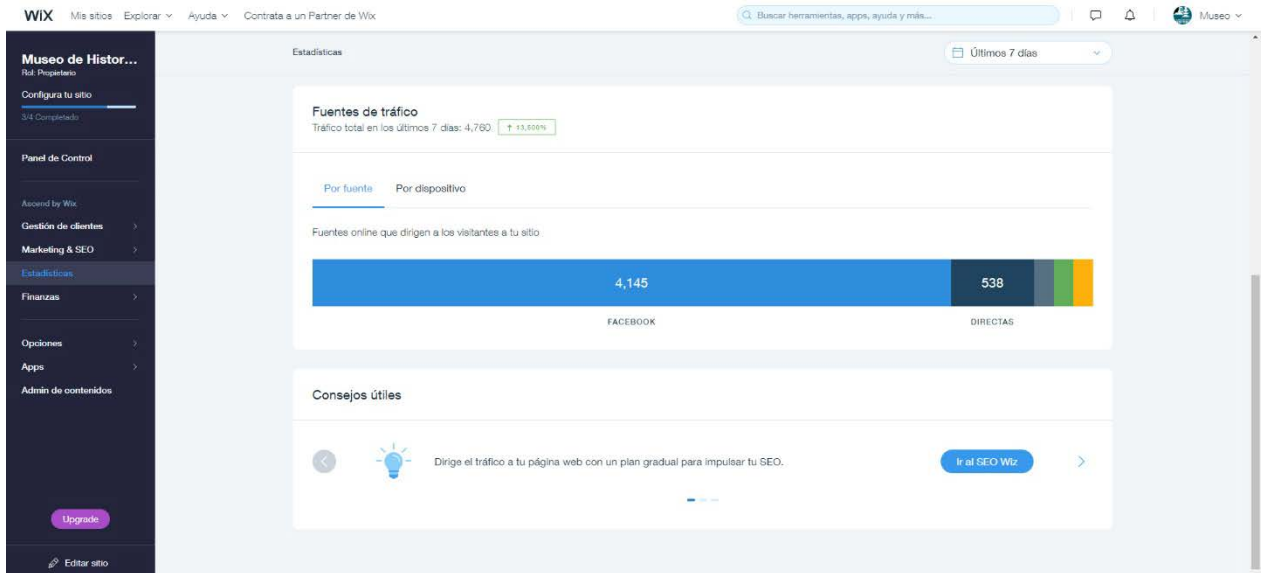 WiX Mis sitios Explorar Ayuda Contrata a un Partner de Wix Buscar herramientas, apps, ayuda y más... Museo
Museo de Histor...
Rol: Propietario
Configura tu sitio
3/4 Completado
Panel de Control
Ascend by Wix
Gestión de clientes
Marketing & SEO
Estadísticas
Finanzas
Opciones
Apps
Admin de contenidos
Upgrade
Editar sitio
Estadísticas
Últimos 7 días
Fuentes de tráfico
Tráfico total en los últimos 7 días: 4,760 ↑ 13,500%
Por fuente Por dispositivo
Fuentes online que dirigen a los visitantes a tu sitio
4,145 538
FACEBOOK DIRECTAS
Consejos útiles
Dirige el tráfico a tu página web con un plan gradual para impulsar tu SEO.
Ir al SEO Wiz